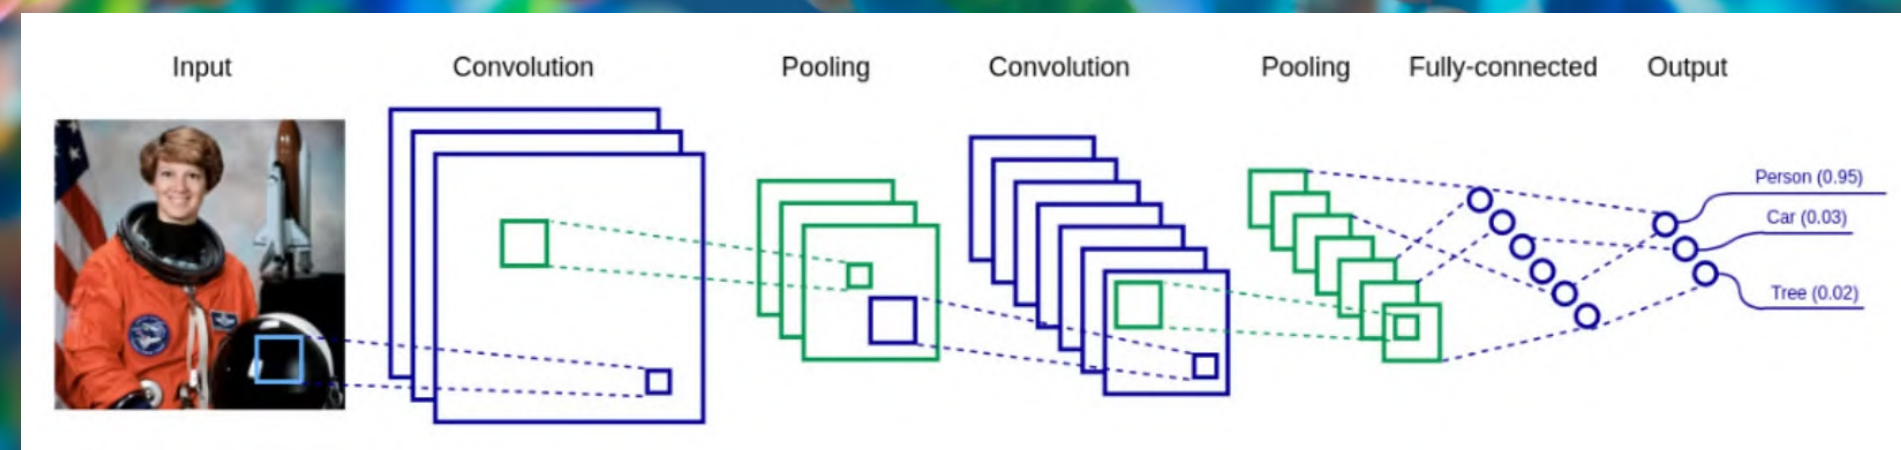 Input
Convolution
Pooling
Convolution
Pooling
Fully-connected
Output
Person (0.95)
Car (0.03)
Tree (0.02)